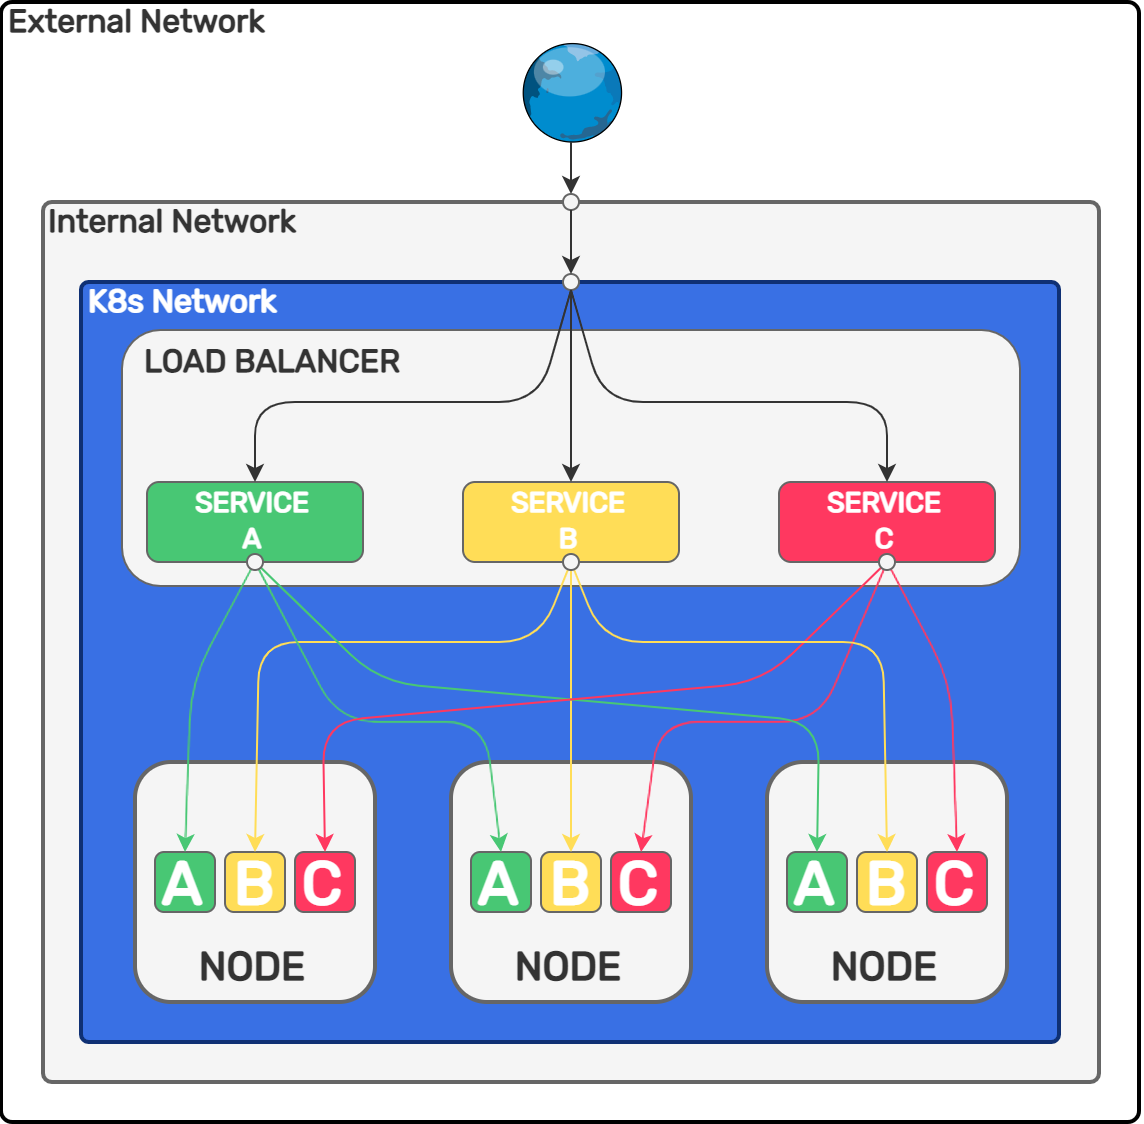 External Network
Internal Network
K8s Network
LOAD BALANCER
SERVICE
A
SERVICE
B
SERVICE
C
A B C
NODE
A B C
NODE
A B C
NODE